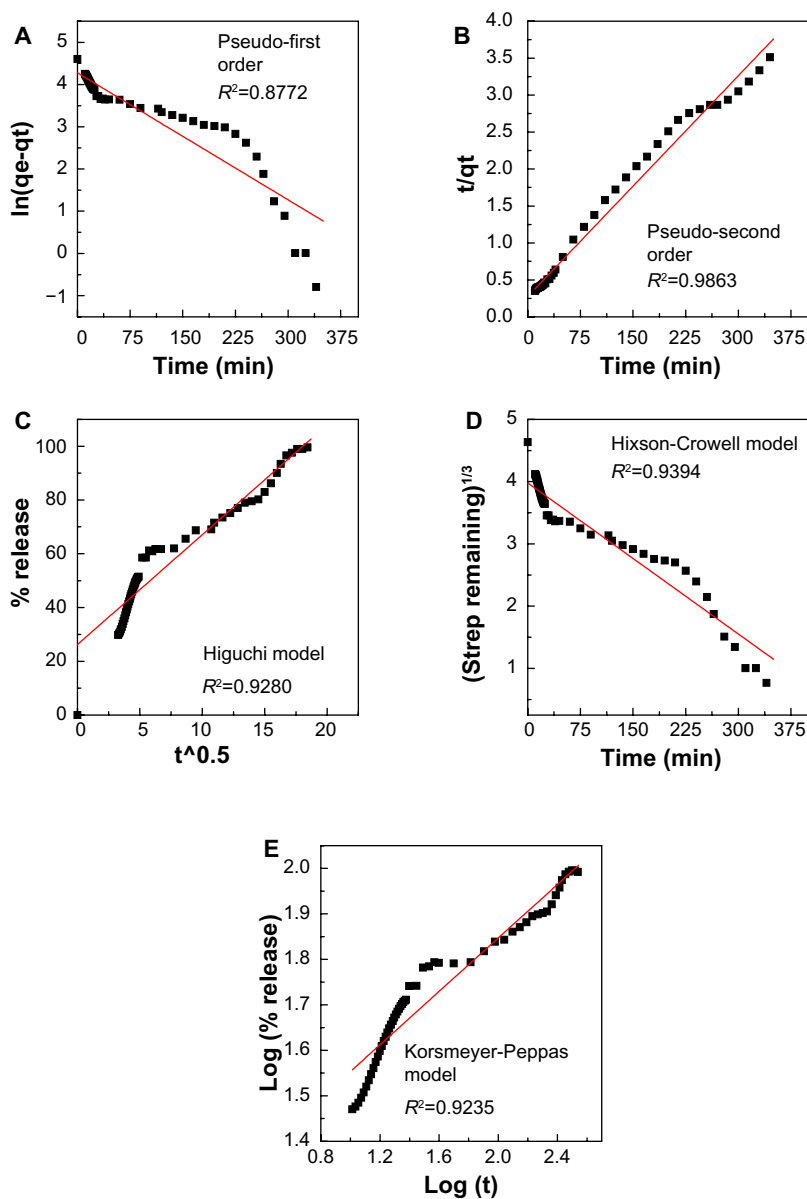 A
Pseudo-first
order
R²=0.8772
5
4
3
2
1
0
−1
ln(qe-qt)
0 75 150 225 300 375
Time (min)
B
4.0
3.5
3.0
2.5
2.0
1.5
1.0
0.5
0.0
t/qt
Pseudo-second
order
R²=0.9863
0 75 150 225 300 375
Time (min)
C
100
80
60
40
20
0
% release
Higuchi model
R²=0.9280
0 5 10 15 20
t^0.5
D
Hixson-Crowell model
R²=0.9394
5
4
3
2
1
0
(Strep remaining)¹/³
0 75 150 225 300 375
Time (min)
E
2.0
1.9
1.8
1.7
1.6
1.5
1.4
Log (% release)
Korsmeyer-Peppas
model
R²=0.9235
0.8 1.2 1.6 2.0 2.4
Log (t)